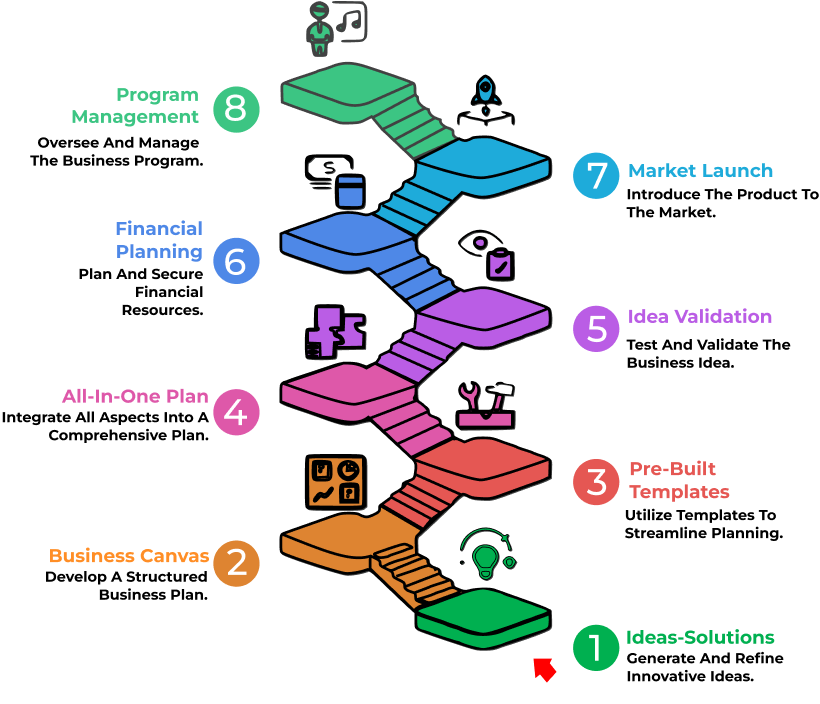 8
Program
Management
Oversee And Manage
The Business Program.
7
Market Launch
Introduce The Product To
The Market.
$
6
Financial
Planning
Plan And Secure
Financial
Resources.
5
Idea Validation
Test And Validate The
Business Idea.
4
All-In-One Plan
Integrate All Aspects Into A
Comprehensive Plan.
3
Pre-Built
Templates
Utilize Templates To
Streamline Planning.
2
Business Canvas
Develop A Structured
Business Plan.
1
Ideas-Solutions
Generate And Refine
Innovative Ideas.